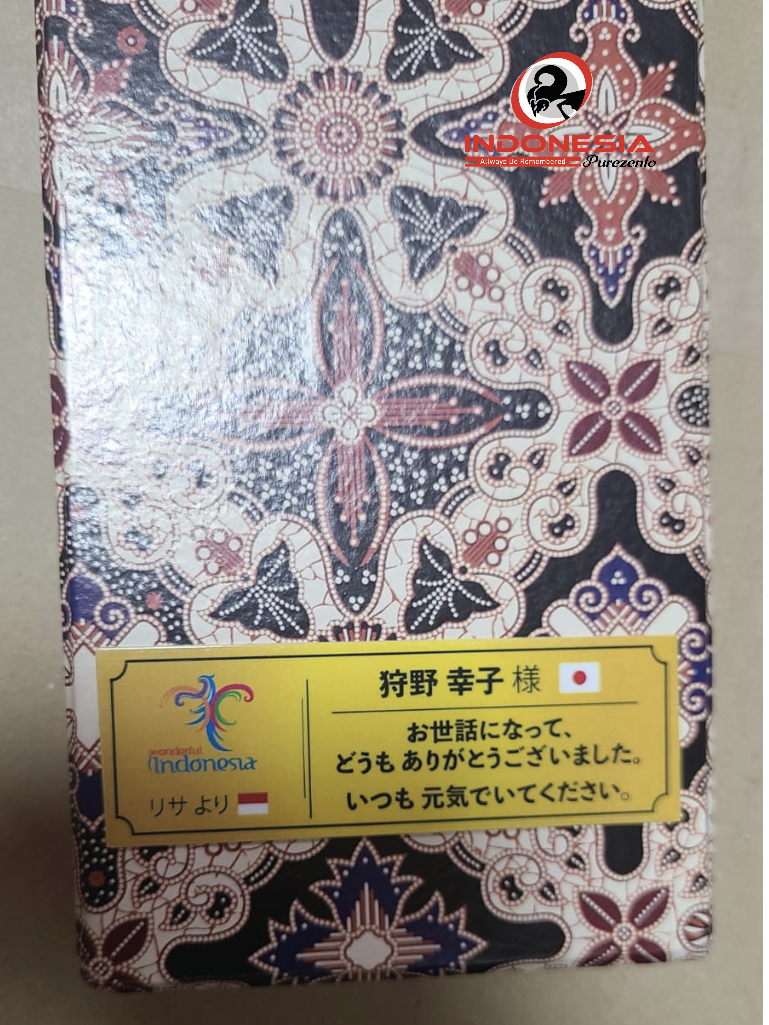 INDONESIA
Always Be Remembered
Purezento
wonderful
indonesia
リサ より
狩野 幸子 様
お世話になって、
どうも ありがとうございました。
いつも 元気でいてください。